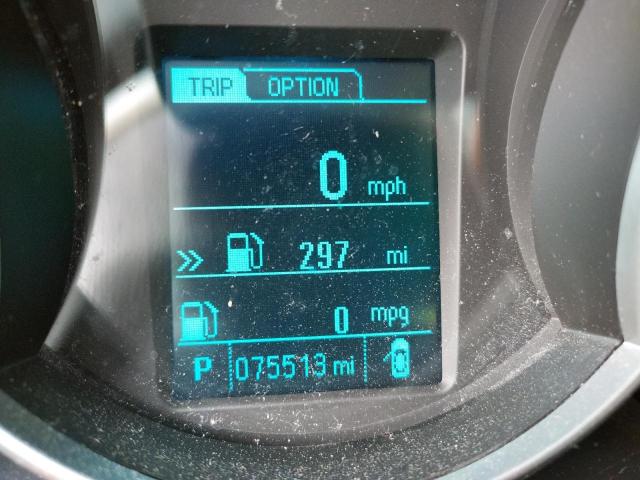 TRIP OPTION
0 mph
297 mi
0 mpg
P 075513 mi